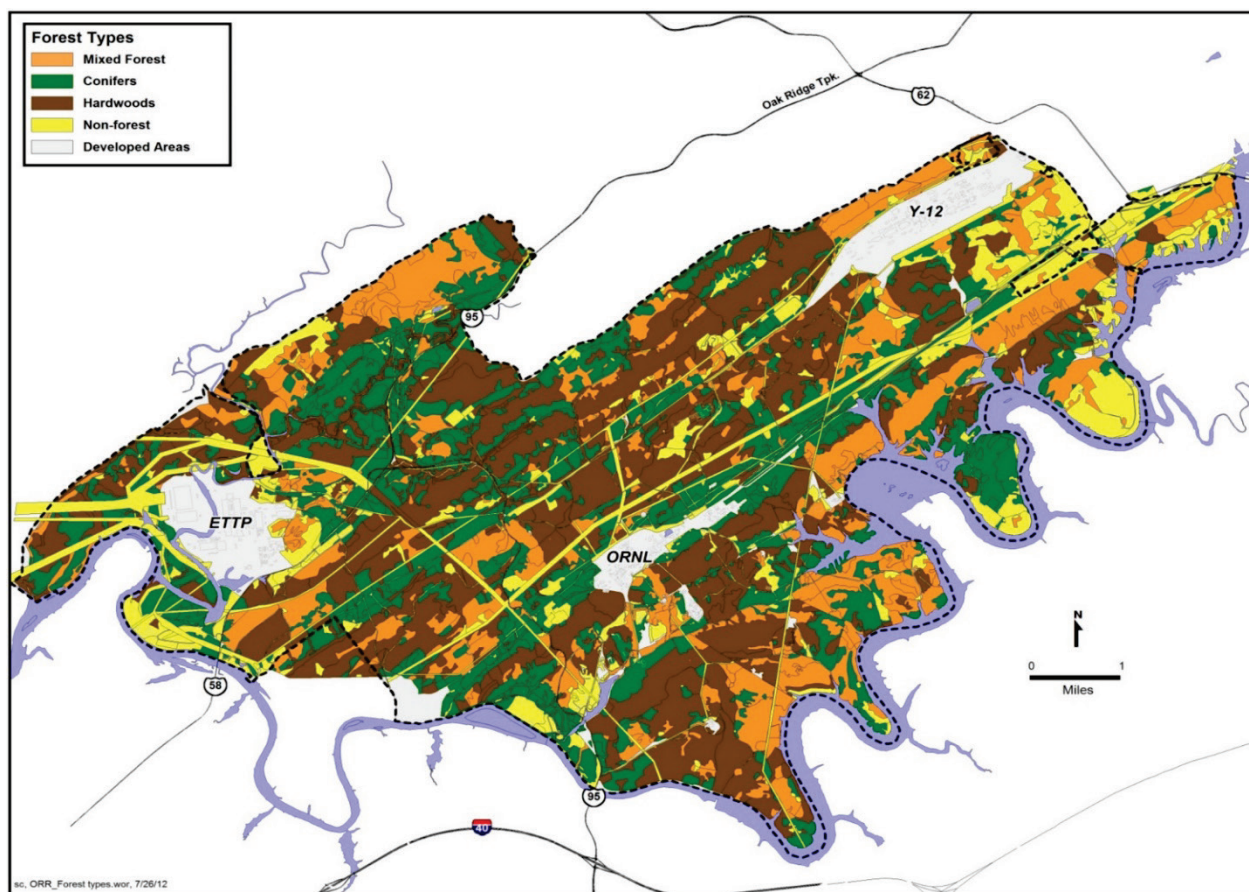 Forest Types
Mixed Forest
Conifers
Hardwoods
Non-forest
Developed Areas
Oak Ridge Tpk.
62
Y-12
95
ETTP
ORNL
N
0 1
Miles
58
95
40
sc, ORR_Forest types.wor, 7/26/12